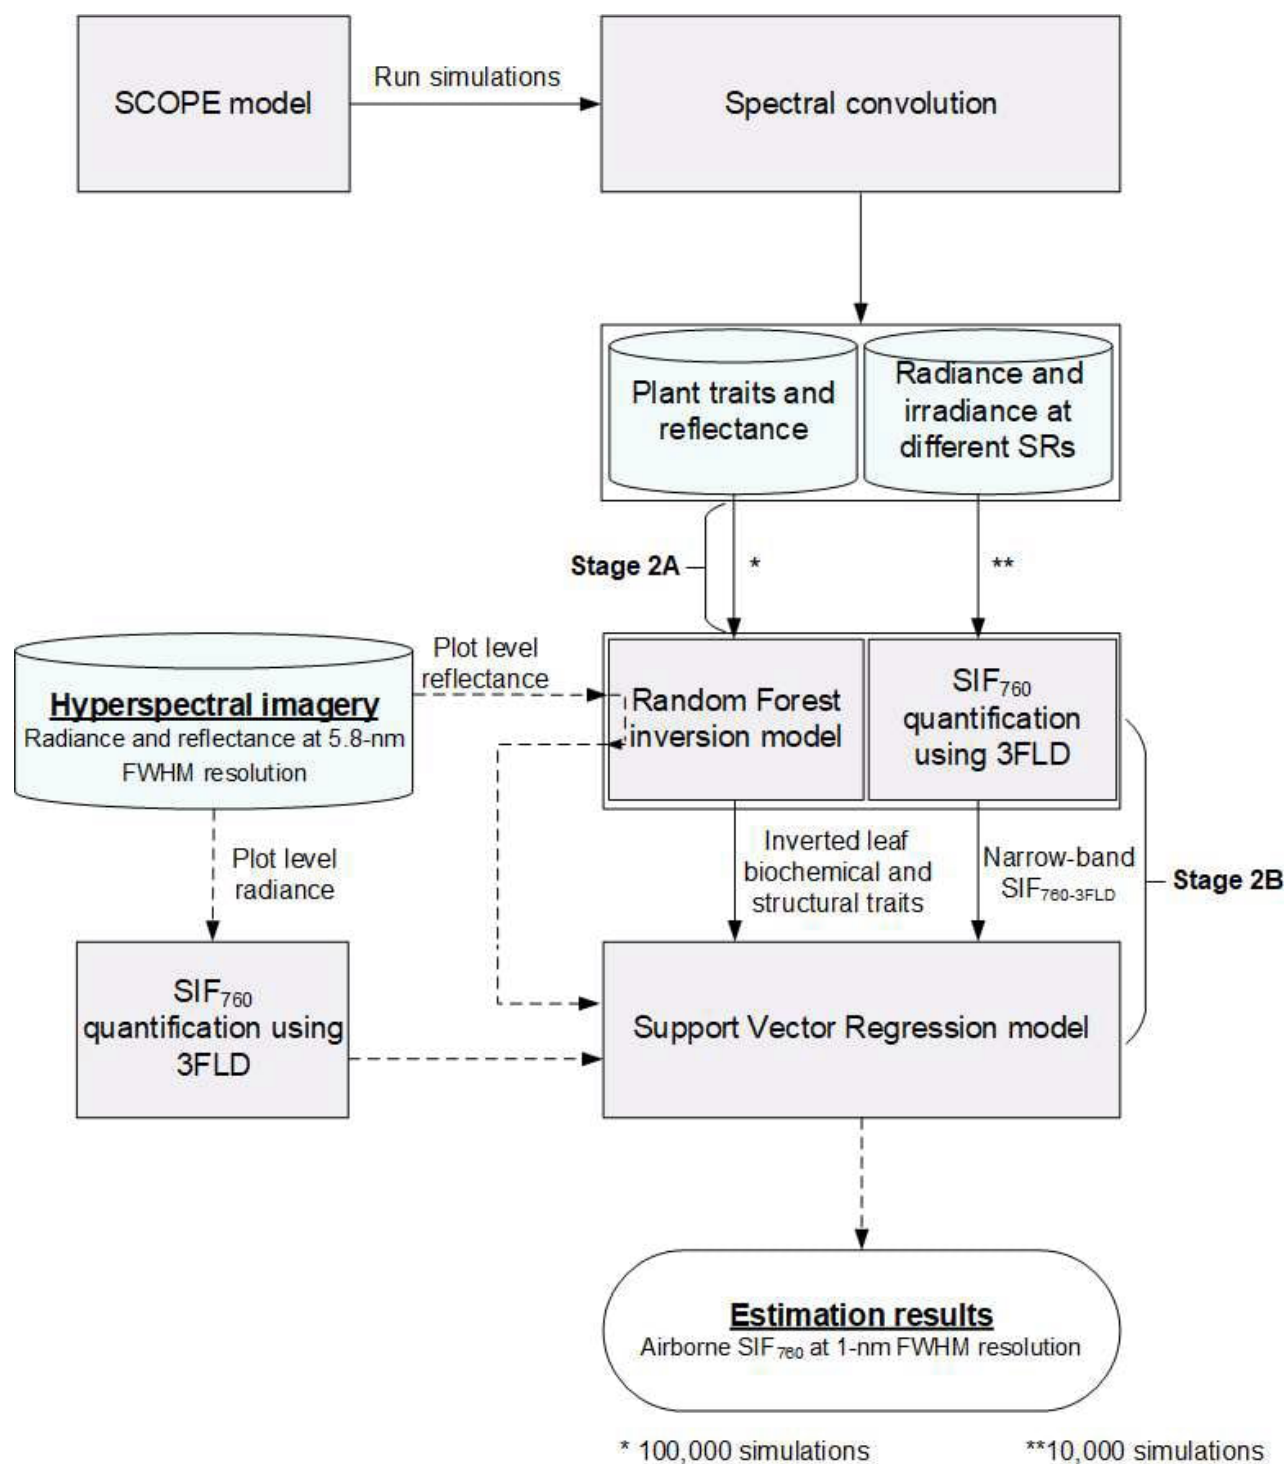 Run simulations
SCOPE model
Spectral convolution
Plant traits and
reflectance
Radiance and
irradiance at
different SRs
Stage 2A
*
**
Plot level
reflectance
Hyperspectral imagery
Radiance and reflectance at 5.8-nm
FWHM resolution
Random Forest
inversion model
SIF760
quantification
using 3FLD
Plot level
radiance
Inverted leaf
biochemical and
structural traits
Narrow-band
SIF760-3FLD
Stage 2B
SIF760
quantification using
3FLD
Support Vector Regression model
Estimation results
Airborne SIF760 at 1-nm FWHM resolution
* 100,000 simulations
**10,000 simulations